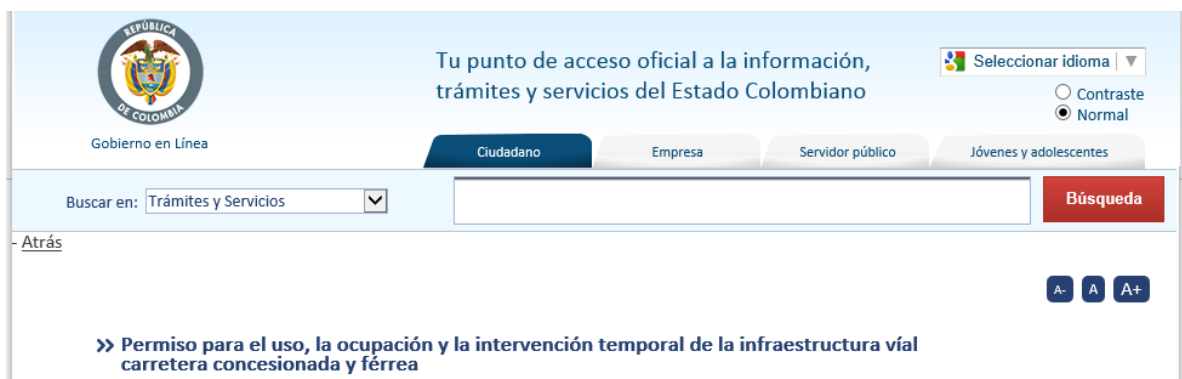 REPÚBLICA
DE COLOMBIA
Gobierno en Línea
Tu punto de acceso oficial a la información,
trámites y servicios del Estado Colombiano
Seleccionar idioma
Contraste
Normal
Ciudadano
Empresa
Servidor público
Jóvenes y adolescentes
Buscar en: Trámites y Servicios
Búsqueda
- Atrás
A- A A+
>> Permiso para el uso, la ocupación y la intervención temporal de la infraestructura víal
carretera concesionada y férrea